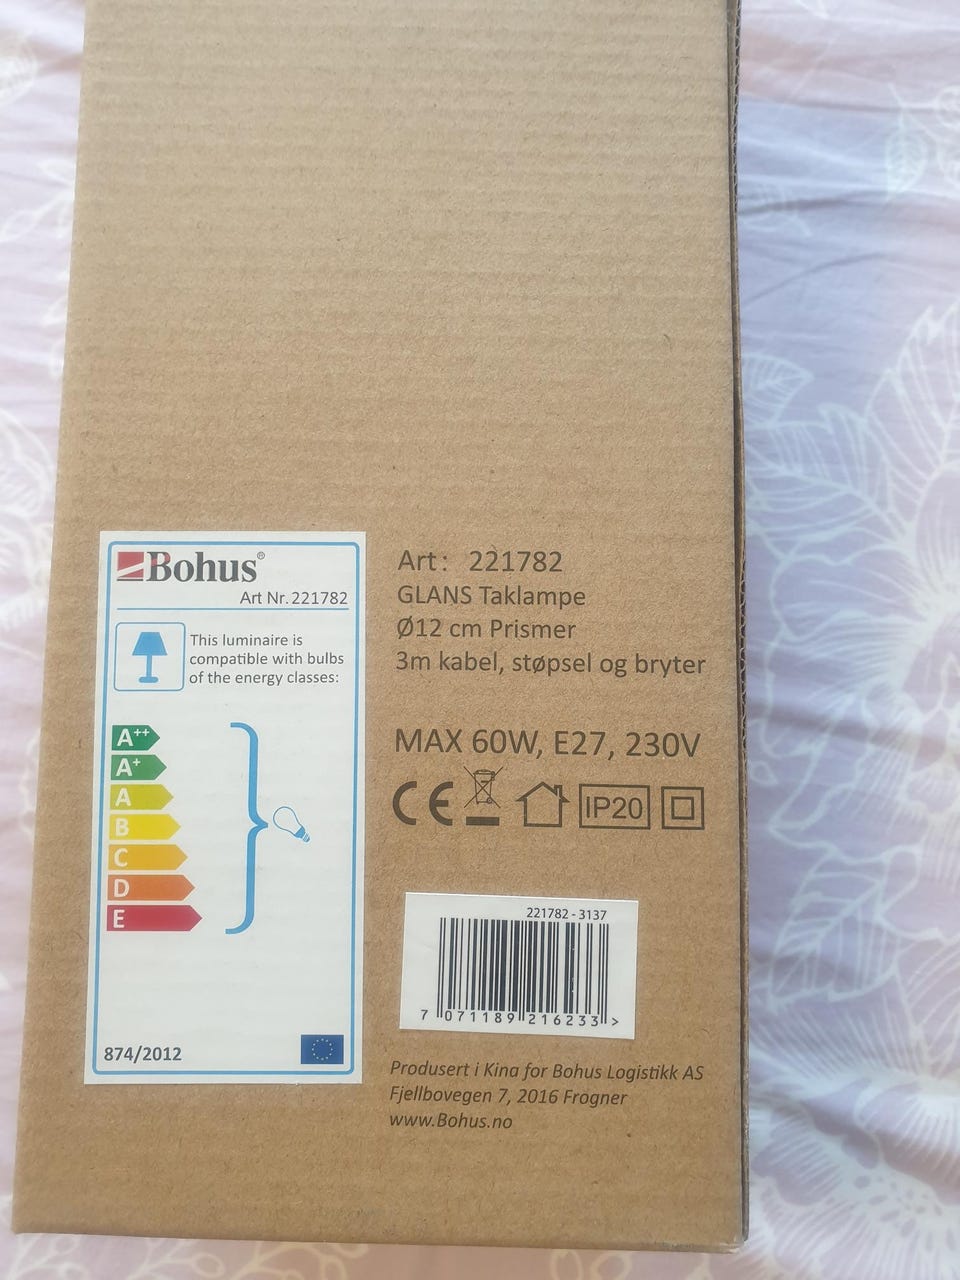 Bohus®
Art Nr. 221782
This luminaire is
compatible with bulbs
of the energy classes:
A++
A+
A
B
C
D
E
874/2012
Art: 221782
GLANS Taklampe
Ø12 cm Prismer
3m kabel, støpsel og bryter
MAX 60W, E27, 230V
CE IP20
221782 - 3137
7 071189 216233 >
Produsert i Kina for Bohus Logistikk AS
Fjellbovegen 7, 2016 Frogner
www.Bohus.no